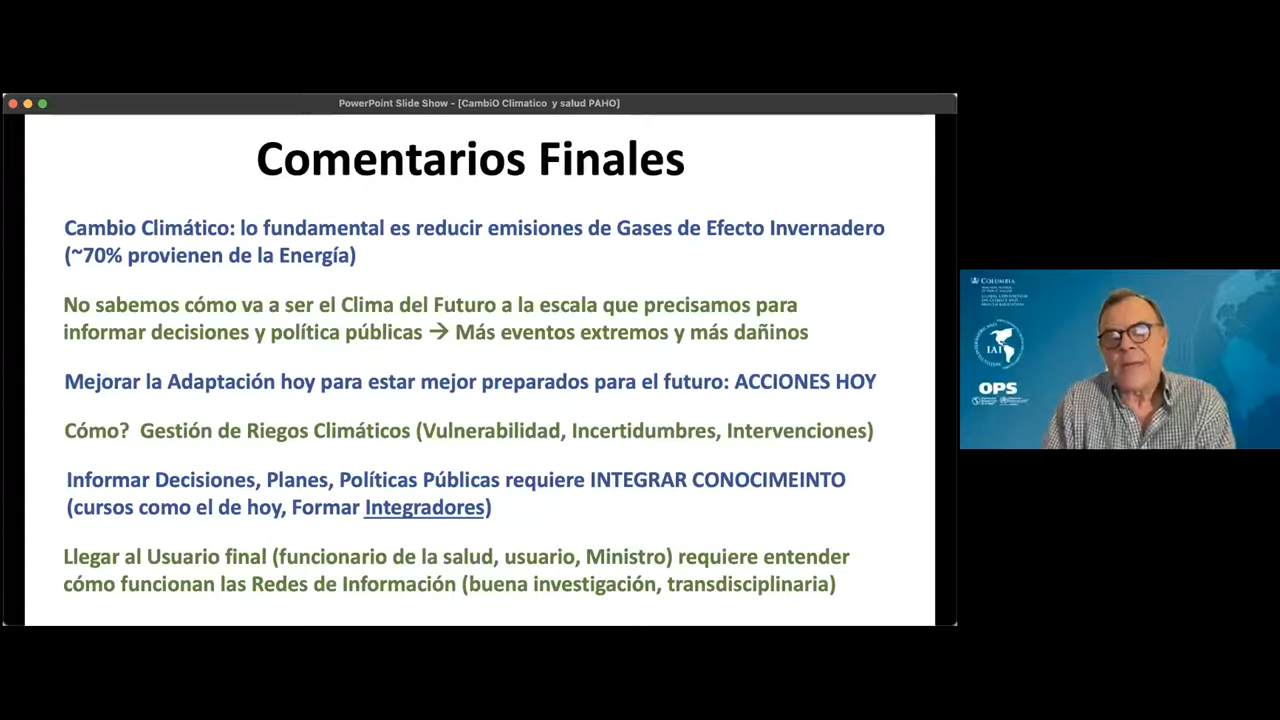 PowerPoint Slide Show - [CambiO Climatico y salud PAHO]
Comentarios Finales
Cambio Climático: lo fundamental es reducir emisiones de Gases de Efecto Invernadero
(~70% provienen de la Energía)
No sabemos cómo va a ser el Clima del Futuro a la escala que precisamos para
informar decisiones y política públicas → Más eventos extremos y más dañinos
Mejorar la Adaptación hoy para estar mejor preparados para el futuro: ACCIONES HOY
Cómo? Gestión de Riegos Climáticos (Vulnerabilidad, Incertidumbres, Intervenciones)
Informar Decisiones, Planes, Políticas Públicas requiere INTEGRAR CONOCIMEINTO
(cursos como el de hoy, Formar Integradores)
Llegar al Usuario final (funcionario de la salud, usuario, Ministro) requiere entender
cómo funcionan las Redes de Información (buena investigación, transdisciplinaria)
COLUMBIA
IAI
OPS